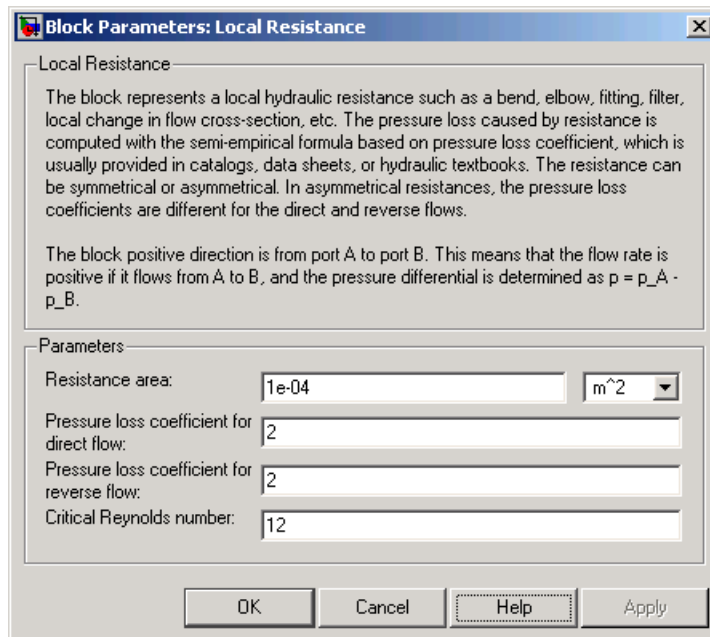 Block Parameters: Local Resistance
Local Resistance
The block represents a local hydraulic resistance such as a bend, elbow, fitting, filter,
local change in flow cross-section, etc. The pressure loss caused by resistance is
computed with the semi-empirical formula based on pressure loss coefficient, which is
usually provided in catalogs, data sheets, or hydraulic textbooks. The resistance can
be symmetrical or asymmetrical. In asymmetrical resistances, the pressure loss
coefficients are different for the direct and reverse flows.
The block positive direction is from port A to port B. This means that the flow rate is
positive if it flows from A to B, and the pressure differential is determined as p = p_A -
p_B.
Parameters
Resistance area: 1e-04 m^2
Pressure loss coefficient for
direct flow: 2
Pressure loss coefficient for
reverse flow: 2
Critical Reynolds number: 12
OK Cancel Help Apply